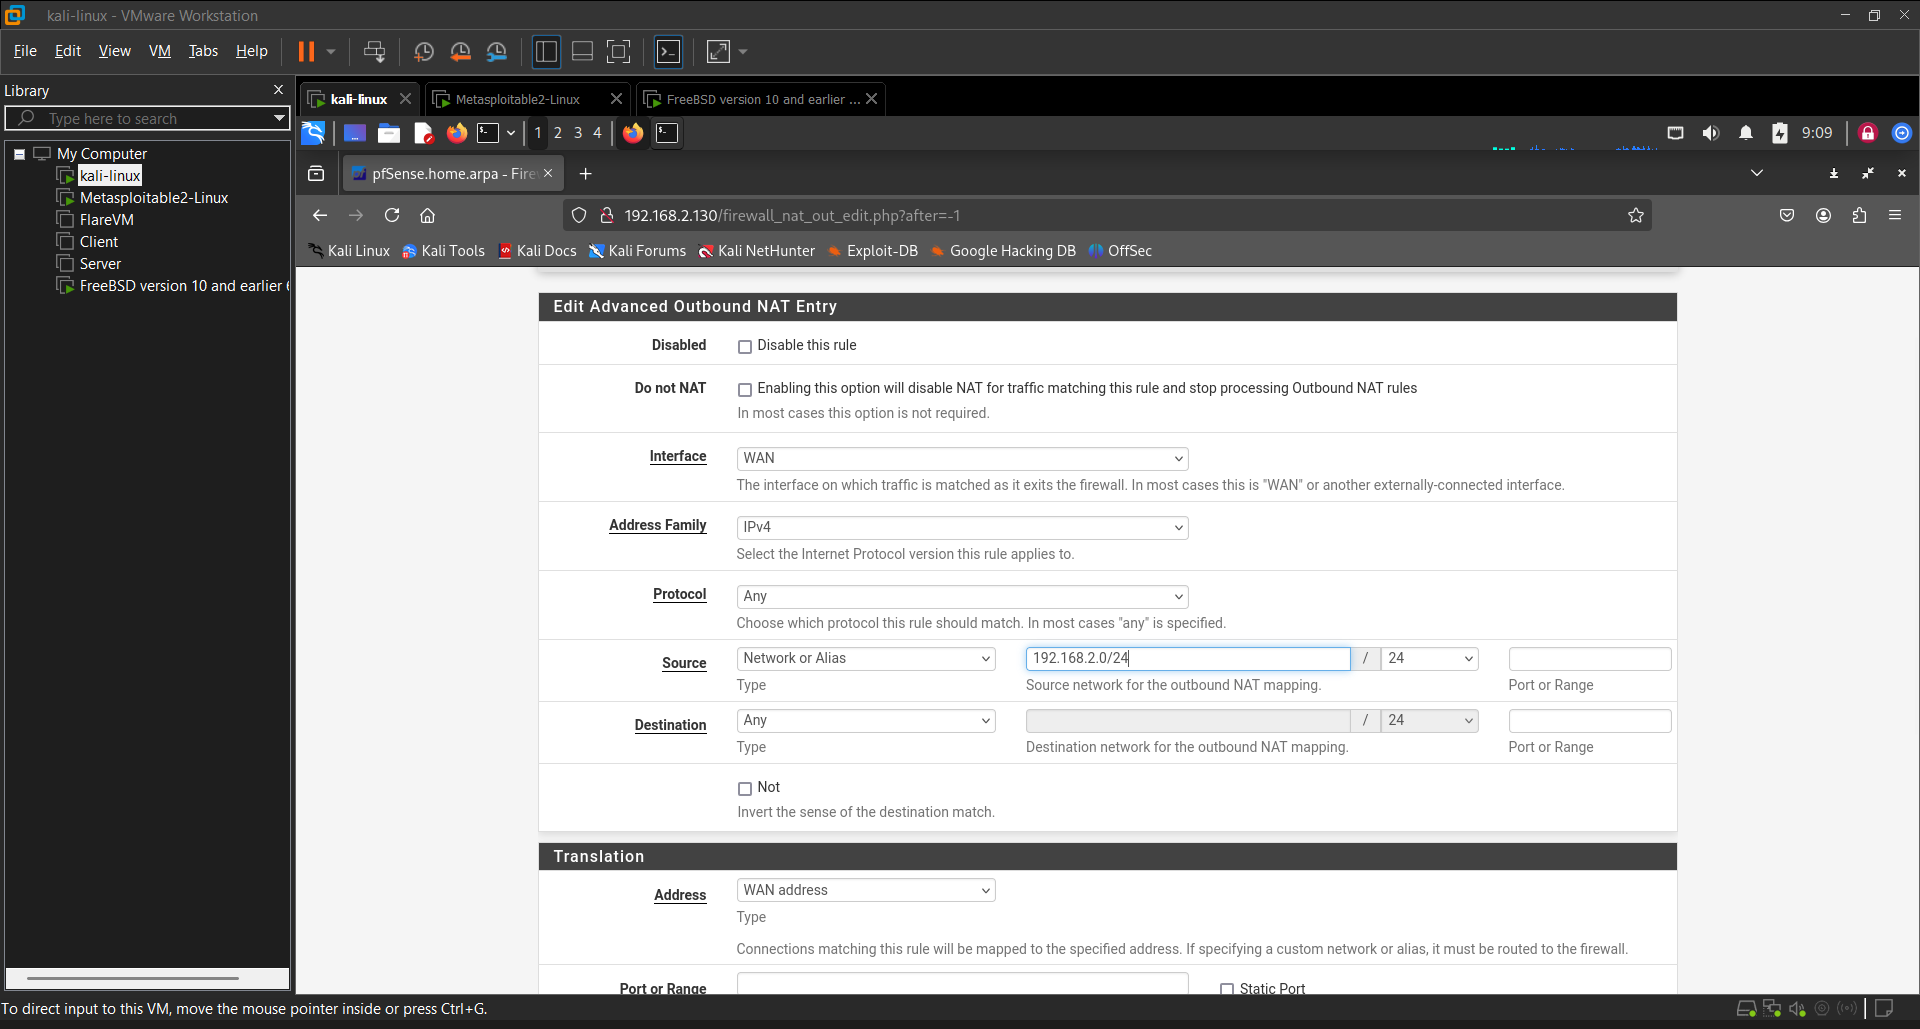 kali-linux - VMware Workstation
File Edit View VM Tabs Help
Library
Type here to search
My Computer
kali-linux
Metasploitable2-Linux
FlareVM
Client
Server
FreeBSD version 10 and earlier 6
kali-linux
Metasploitable2-Linux
FreeBSD version 10 and earlier ...
1 2 3 4
9:09
pfSense.home.arpa - Fire
192.168.2.130/firewall_nat_out_edit.php?after=-1
Kali Linux Kali Tools Kali Docs Kali Forums Kali NetHunter Exploit-DB Google Hacking DB OffSec
Edit Advanced Outbound NAT Entry
Disabled Disable this rule
Do not NAT Enabling this option will disable NAT for traffic matching this rule and stop processing Outbound NAT rules
In most cases this option is not required.
Interface WAN
The interface on which traffic is matched as it exits the firewall. In most cases this is "WAN" or another externally-connected interface.
Address Family IPv4
Select the Internet Protocol version this rule applies to.
Protocol Any
Choose which protocol this rule should match. In most cases "any" is specified.
Source Network or Alias 192.168.2.0/24 / 24
Type Source network for the outbound NAT mapping. Port or Range
Destination Any / 24
Type Destination network for the outbound NAT mapping. Port or Range
Not
Invert the sense of the destination match.
Translation
Address WAN address
Type
Connections matching this rule will be mapped to the specified address. If specifying a custom network or alias, it must be routed to the firewall.
Port or Range Static Port
To direct input to this VM, move the mouse pointer inside or press Ctrl+G.